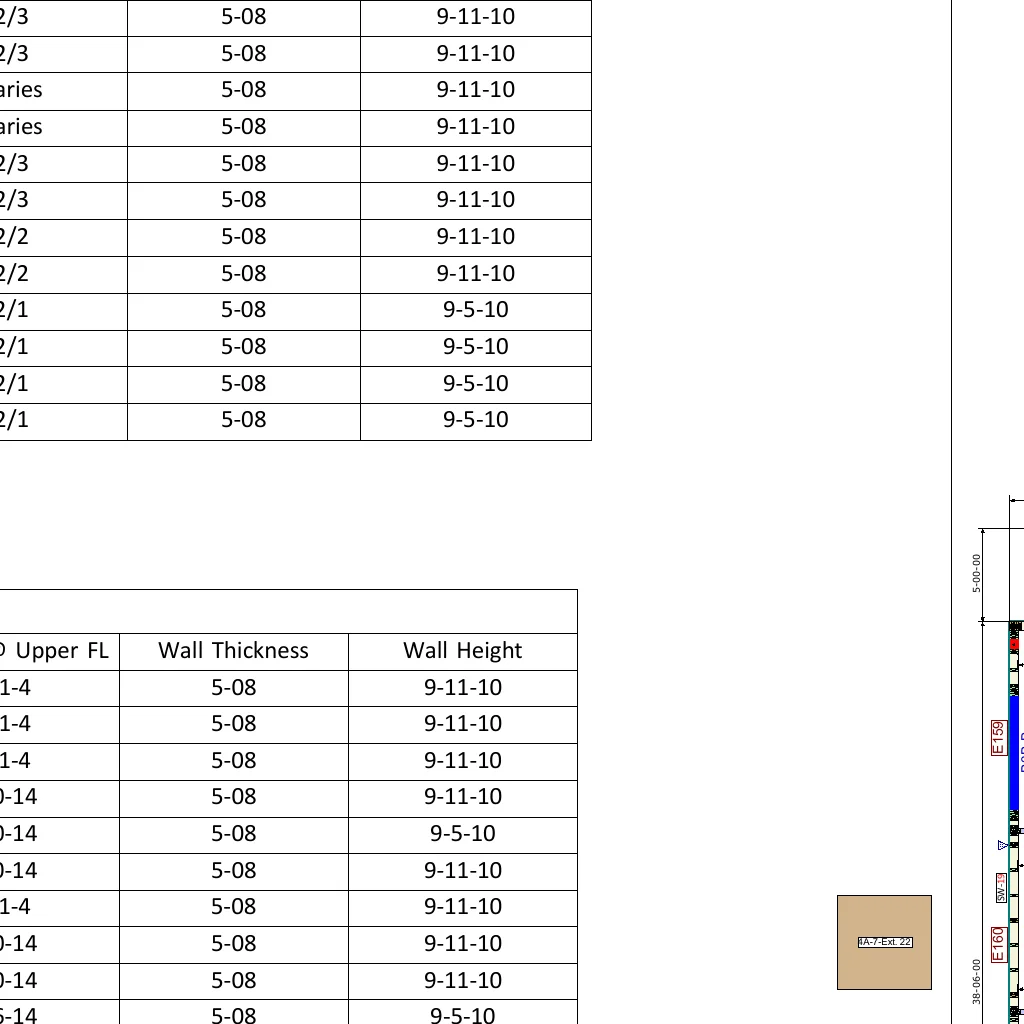 2/3 5-08 9-11-10
2/3 5-08 9-11-10
aries 5-08 9-11-10
aries 5-08 9-11-10
2/3 5-08 9-11-10
2/3 5-08 9-11-10
2/2 5-08 9-11-10
2/2 5-08 9-11-10
2/1 5-08 9-5-10
2/1 5-08 9-5-10
2/1 5-08 9-5-10
2/1 5-08 9-5-10
Upper FL Wall Thickness Wall Height
1-4 5-08 9-11-10
1-4 5-08 9-11-10
1-4 5-08 9-11-10
0-14 5-08 9-11-10
0-14 5-08 9-5-10
0-14 5-08 9-11-10
1-4 5-08 9-11-10
0-14 5-08 9-11-10
0-14 5-08 9-11-10
5-08 9-5-10
4A-7-Ext. 22
5-00-00
E159
SW-19
E160
38-06-00